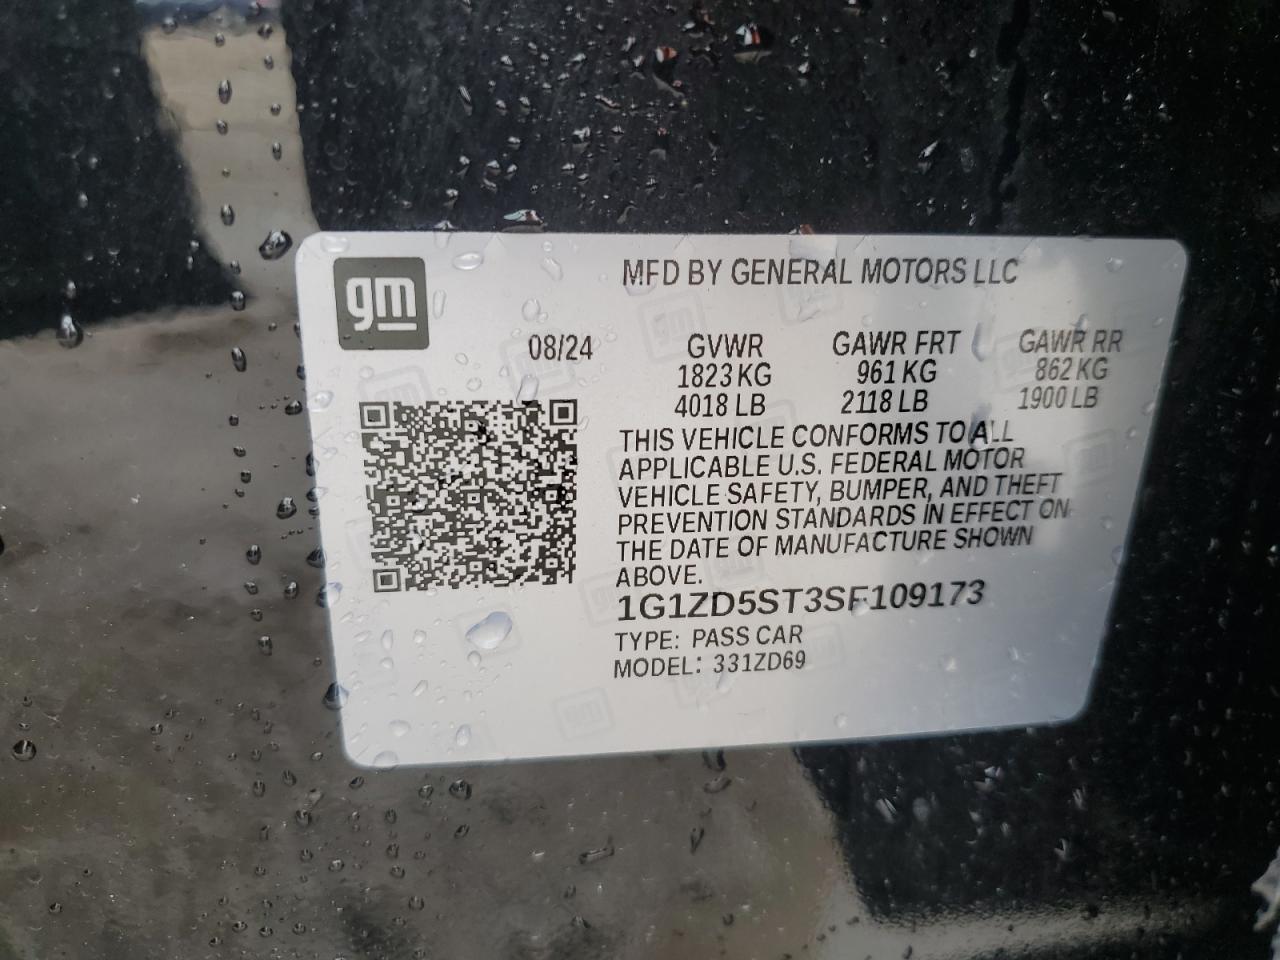 gm
MFD BY GENERAL MOTORS LLC
08/24 GVWR GAWR FRT GAWR RR
1823 KG 961 KG 862 KG
4018 LB 2118 LB 1900 LB
THIS VEHICLE CONFORMS TO ALL
APPLICABLE U.S. FEDERAL MOTOR
VEHICLE SAFETY, BUMPER, AND THEFT
PREVENTION STANDARDS IN EFFECT ON
THE DATE OF MANUFACTURE SHOWN
ABOVE.
1G1ZD5ST3SF109173
TYPE: PASS CAR
MODEL: 331ZD69